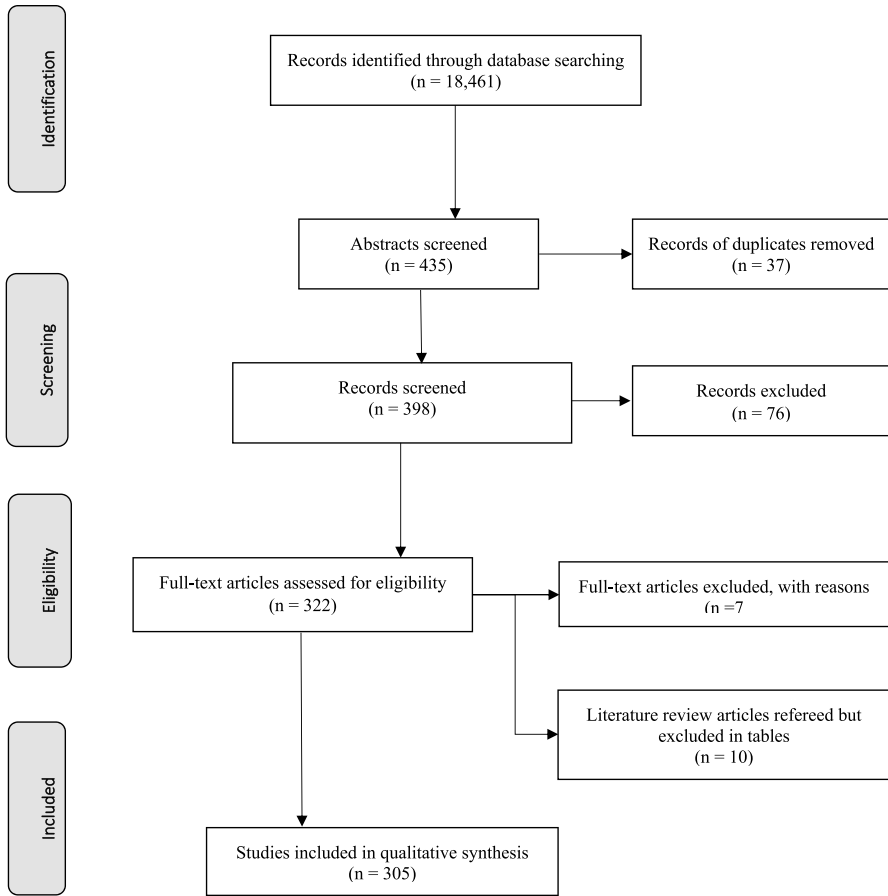 Identification
Records identified through database searching
(n = 18,461)
Abstracts screened
(n = 435)
Records of duplicates removed
(n = 37)
Screening
Records screened
(n = 398)
Records excluded
(n = 76)
Eligibility
Full-text articles assessed for eligibility
(n = 322)
Full-text articles excluded, with reasons
(n =7
Literature review articles refereed but
excluded in tables
(n = 10)
Included
Studies included in qualitative synthesis
(n = 305)